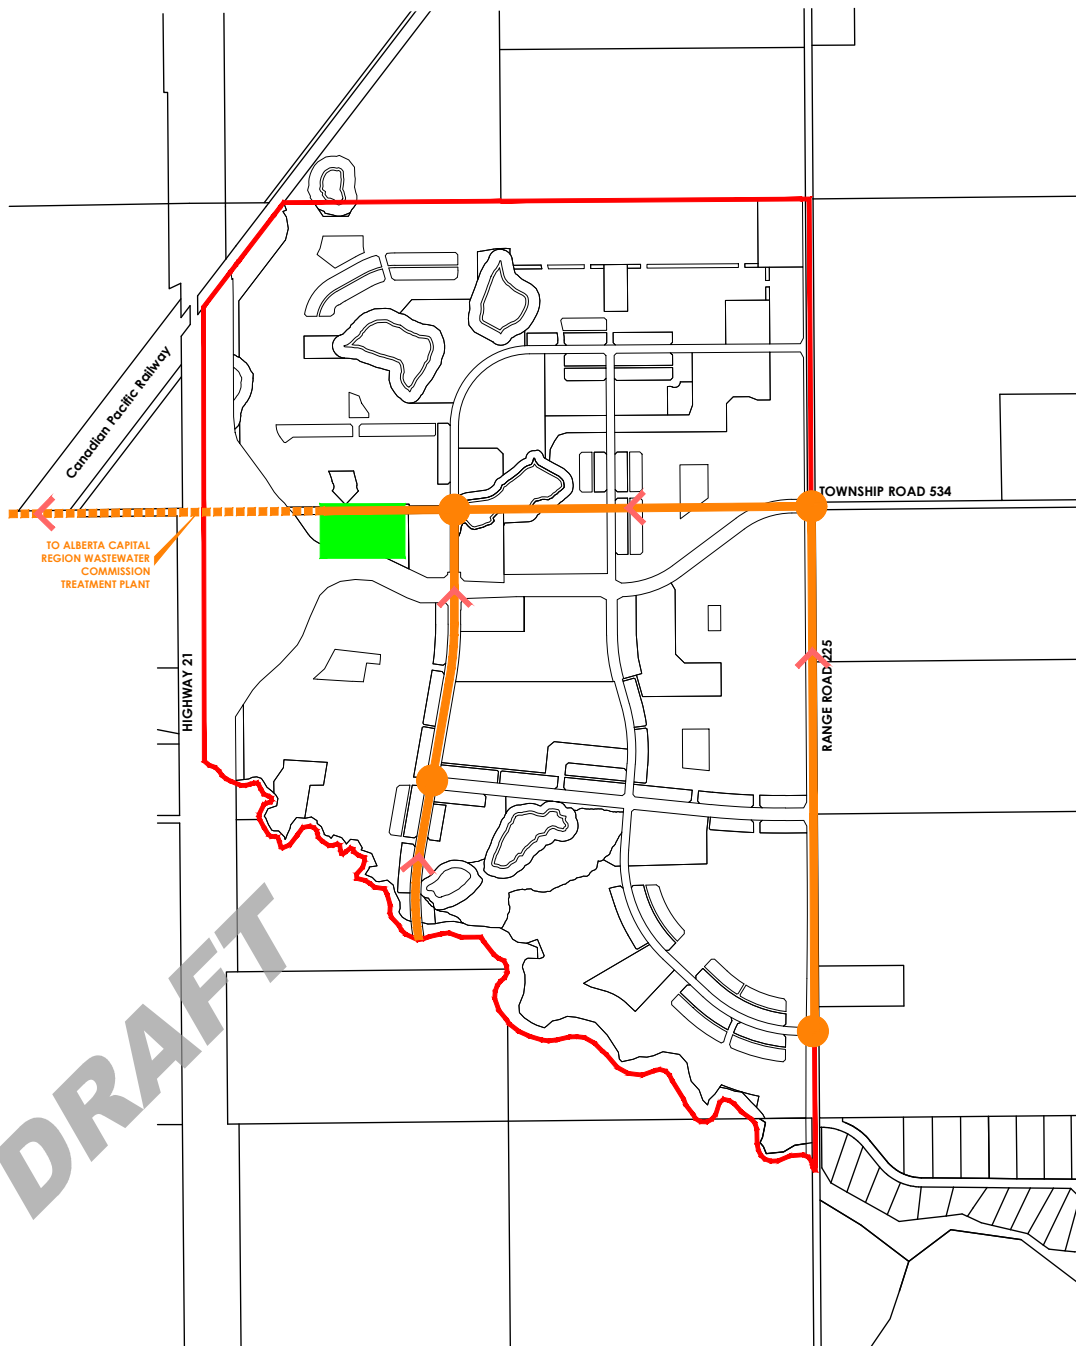 Canadian Pacific Railway
TOWNSHIP ROAD 534
TO ALBERTA CAPITAL
REGION WASTEWATER
COMMISSION
TREATMENT PLANT
HIGHWAY 21
RANGE ROAD 225
DRAFT